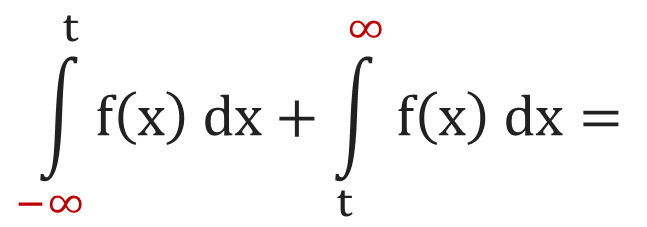 ∫_{-∞}^{t} f(x) dx + ∫_{t}^{∞} f(x) dx =